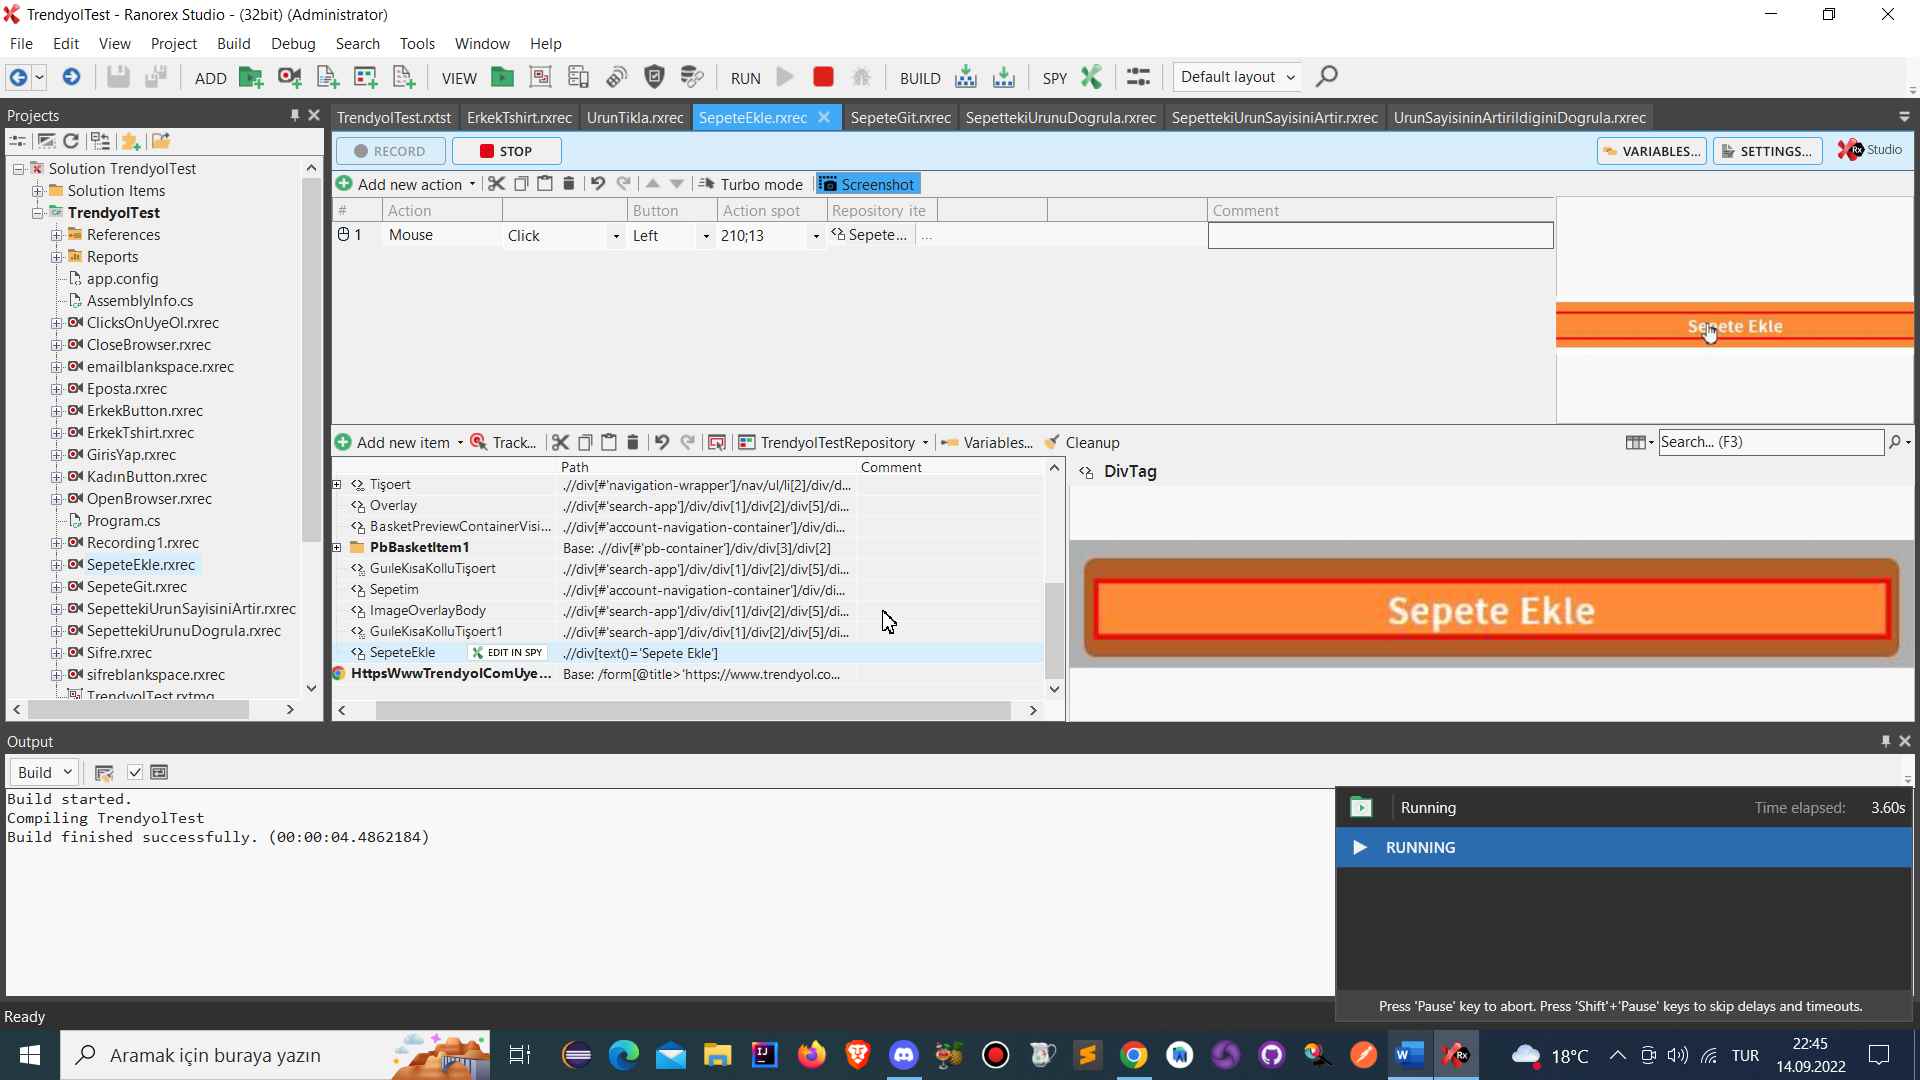 TrendyolTest - Ranorex Studio - (32bit) (Administrator)
File Edit View Project Build Debug Search Tools Window Help
ADD VIEW RUN BUILD SPY Default layout
Projects
TrendyolTest.rxtst ErkekTshirt.rxrec UrunTikla.rxrec SepeteEkle.rxrec SepeteGit.rxrec SepettekiUrunuDogrula.rxrec SepettekiUrunSayisiniArtir.rxrec UrunSayisininArtirildiginiDogrula.rxrec
RECORD STOP VARIABLES... SETTINGS... Rx Studio
Add new action Turbo mode Screenshot
# Action Button Action spot Repository ite Comment
1 Mouse Click Left 210;13 Sepete... ...
Sepete Ekle
Solution TrendyolTest
Solution Items
TrendyolTest
References
Reports
app.config
AssemblyInfo.cs
ClicksOnUyeOl.rxrec
CloseBrowser.rxrec
emailblankspace.rxrec
Eposta.rxrec
ErkekButton.rxrec
ErkekTshirt.rxrec
GirisYap.rxrec
KadınButton.rxrec
OpenBrowser.rxrec
Program.cs
Recording1.rxrec
SepeteEkle.rxrec
SepeteGit.rxrec
SepettekiUrunSayisiniArtir.rxrec
SepettekiUrunuDogrula.rxrec
Sifre.rxrec
sifreblankspace.rxrec
TrendyolTest.rxtmg
Add new item Track... TrendyolTestRepository Variables... Cleanup Search... (F3)
Path Comment
Tişoert .//div[#'navigation-wrapper']/nav/ul/li[2]/div/d...
Overlay .//div[#'search-app']/div/div[1]/div[2]/div[5]/di...
BasketPreviewContainerVisi... .//div[#'account-navigation-container']/div/di...
PbBasketItem1 Base: .//div[#'pb-container']/div/div[3]/div[2]
GuıleKısaKolluTişoert .//div[#'search-app']/div/div[1]/div[2]/div[5]/di...
Sepetim .//div[#'account-navigation-container']/div/di...
ImageOverlayBody .//div[#'search-app']/div/div[1]/div[2]/div[5]/di...
GuıleKısaKolluTişoert1 .//div[#'search-app']/div/div[1]/div[2]/div[5]/di...
SepeteEkle EDIT IN SPY .//div[text()='Sepete Ekle']
HttpsWwwTrendyolComUye... Base: /form[@title>'https://www.trendyol.co...
DivTag
Sepete Ekle
Output
Build
Build started.
Compiling TrendyolTest
Build finished successfully. (00:00:04.4862184)
Running Time elapsed: 3.60s
RUNNING
Press 'Pause' key to abort. Press 'Shift'+'Pause' keys to skip delays and timeouts.
Ready
Aramak için buraya yazın
18°C TUR
22:45
14.09.2022